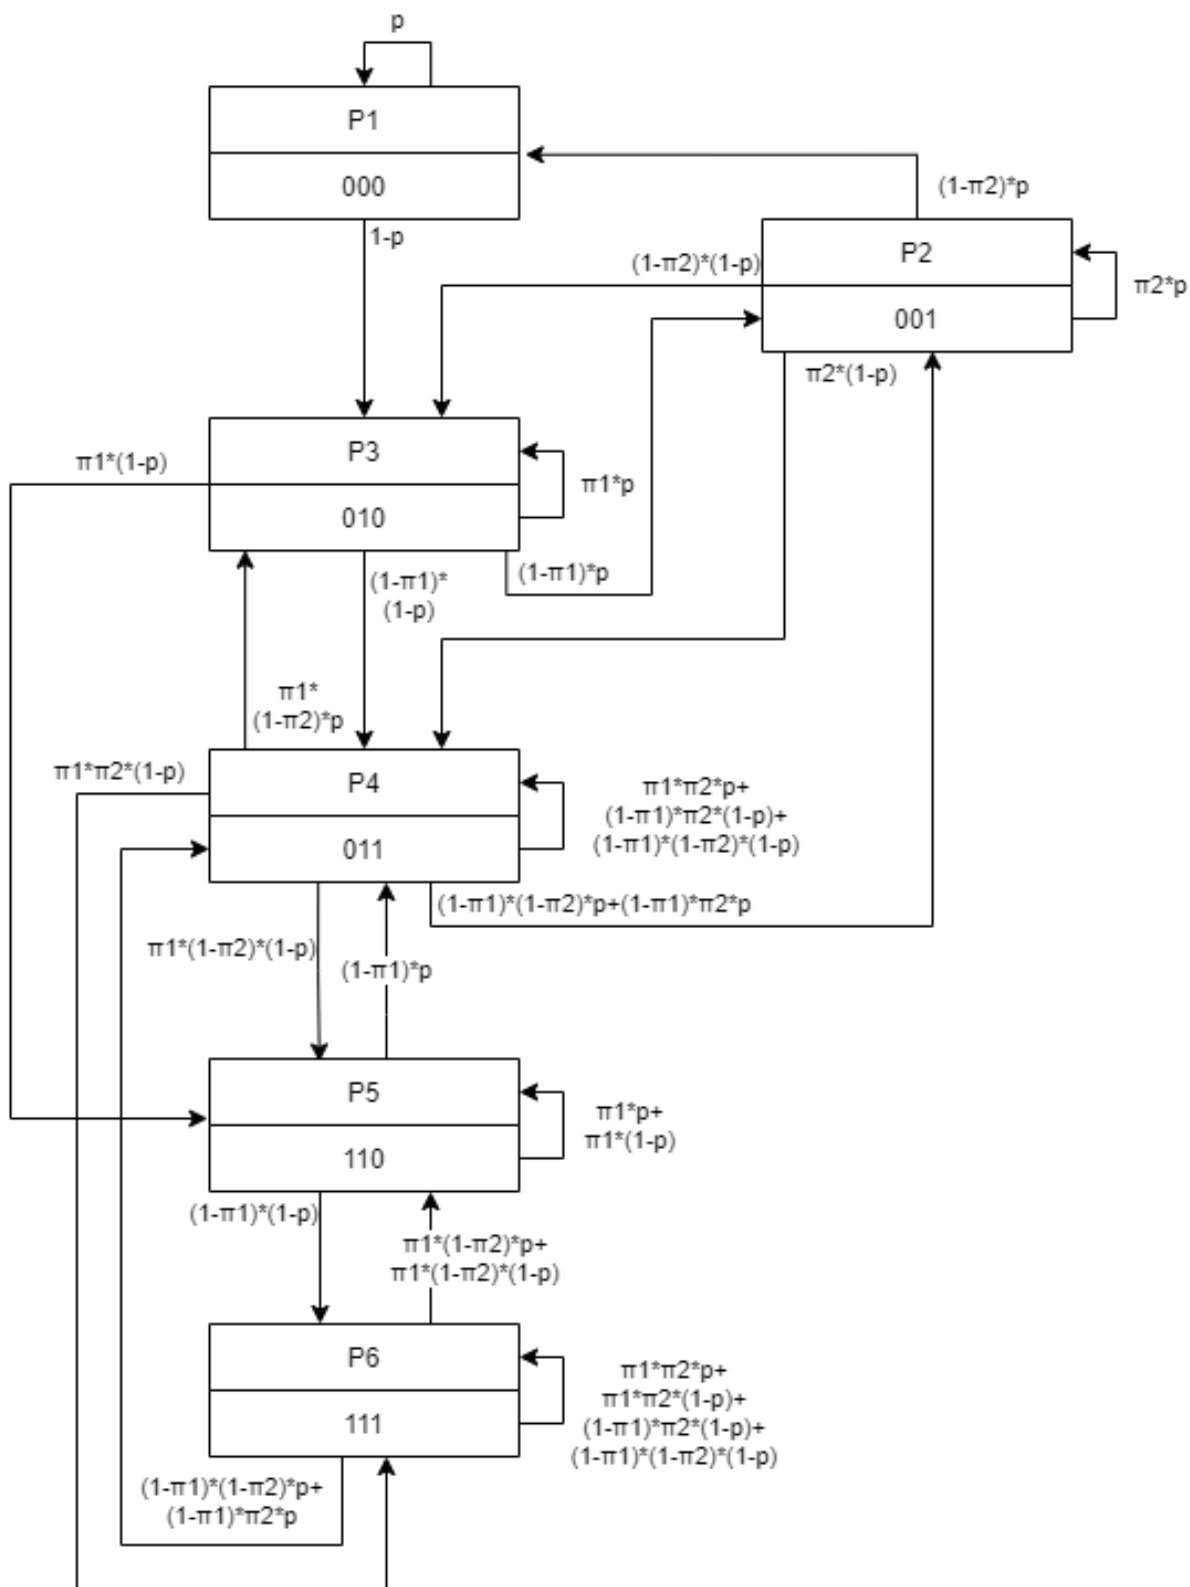 p
P1
000
1-p
(1-π2)*p
(1-π2)*(1-p)
P2
001
π2*p
π2*(1-p)
π1*(1-p)
P3
010
π1*p
(1-π1)*
(1-p)
(1-π1)*p
π1*
(1-π2)*p
π1*π2*(1-p)
P4
011
π1*π2*p+
(1-π1)*π2*(1-p)+
(1-π1)*(1-π2)*(1-p)
(1-π1)*(1-π2)*p+(1-π1)*π2*p
π1*(1-π2)*(1-p)
(1-π1)*p
P5
110
π1*p+
π1*(1-p)
(1-π1)*(1-p)
π1*(1-π2)*p+
π1*(1-π2)*(1-p)
P6
111
π1*π2*p+
π1*π2*(1-p)+
(1-π1)*π2*(1-p)+
(1-π1)*(1-π2)*(1-p)
(1-π1)*(1-π2)*p+
(1-π1)*π2*p